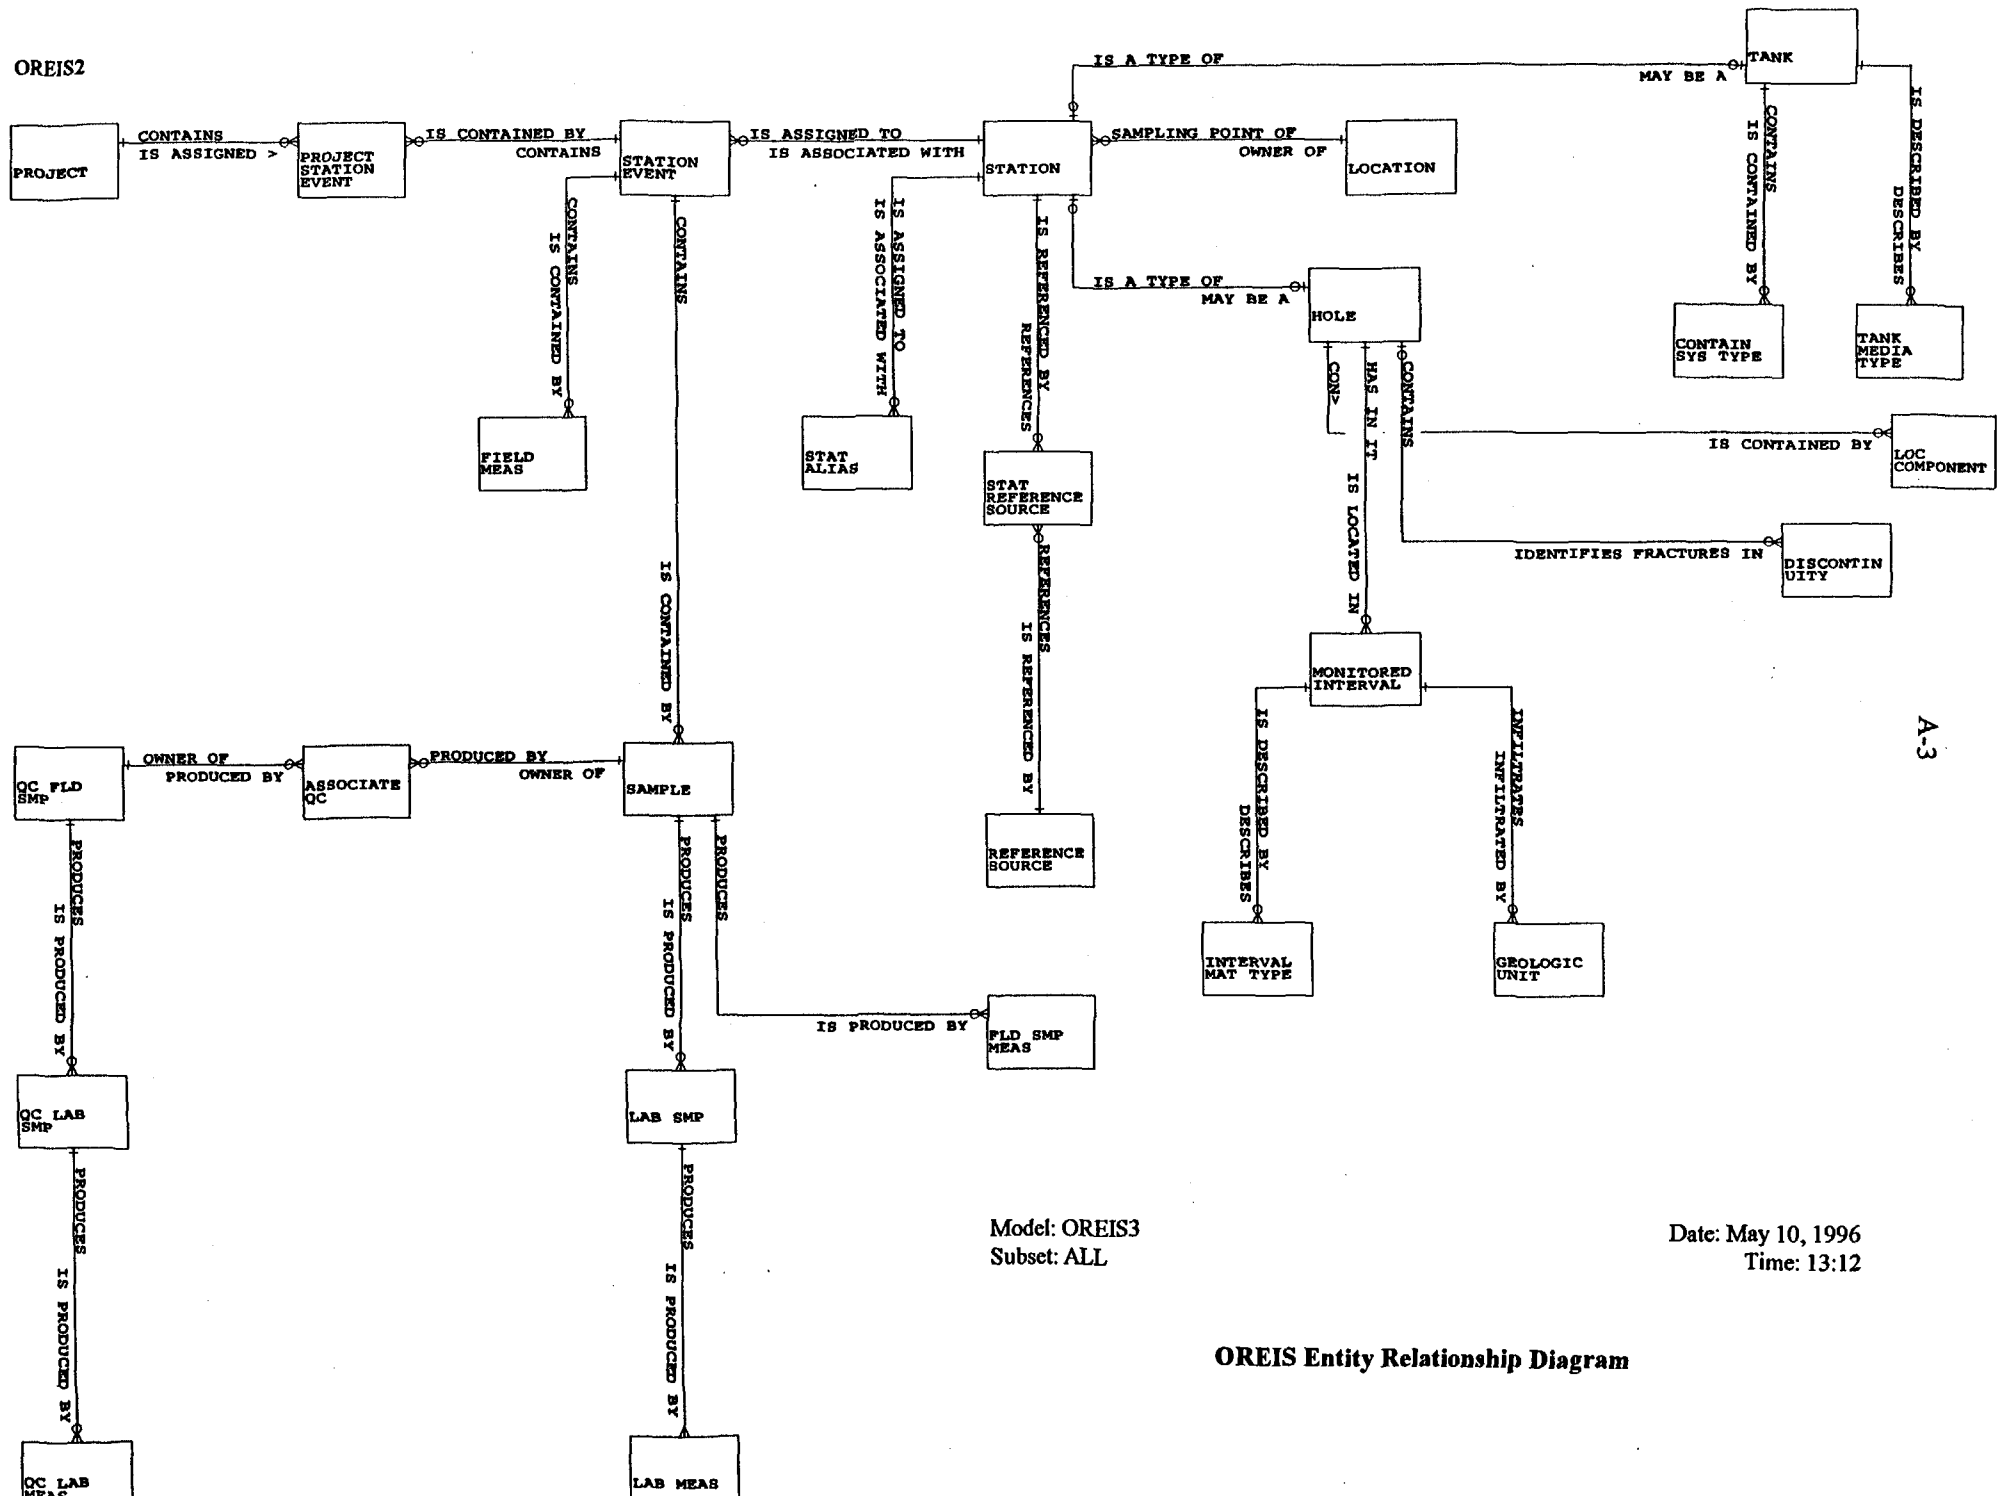 OREIS2
PROJECT
CONTAINS
IS ASSIGNED >
PROJECT
STATION
EVENT
IS CONTAINED BY
CONTAINS
STATION
EVENT
IS ASSIGNED TO
IS ASSOCIATED WITH
STATION
SAMPLING POINT OF
OWNER OF
LOCATION
IS A TYPE OF
MAY BE A
TANK
CONTAINS
IS CONTAINED BY
IS DESCRIBED BY
DESCRIBES
CONTAIN
SYS TYPE
TANK
MEDIA
TYPE
CONTAINS
IS CONTAINED BY
FIELD
MEAS
CONTAINS
IS CONTAINED BY
IS ASSIGNED TO
IS ASSOCIATED WITH
STAT
ALIAS
IS REFERENCED BY
REFERENCES
STAT
REFERENCE
SOURCE
REFERENCES
IS REFERENCED BY
REFERENCE
SOURCE
IS A TYPE OF
MAY BE A
HOLE
CON>
IS CONTAINED BY
LOC
COMPONENT
HAS IN IT
IS LOCATED IN
CONTAINS
IDENTIFIES FRACTURES IN
DISCONTIN
UITY
MONITORED
INTERVAL
IS DESCRIBED BY
DESCRIBES
INFILTRATES
INFILTRATED BY
INTERVAL
MAT TYPE
GEOLOGIC
UNIT
A-3
QC FLD
SMP
OWNER OF
PRODUCED BY
ASSOCIATE
QC
PRODUCED BY
OWNER OF
SAMPLE
PRODUCES
IS PRODUCED BY
PRODUCES
IS PRODUCED BY
PRODUCES
IS PRODUCED BY
FLD SMP
MEAS
QC LAB
SMP
LAB SMP
PRODUCES
IS PRODUCED BY
PRODUCES
IS PRODUCED BY
QC LAB
MEAS
LAB MEAS
Model: OREIS3
Subset: ALL
Date: May 10, 1996
Time: 13:12
OREIS Entity Relationship Diagram